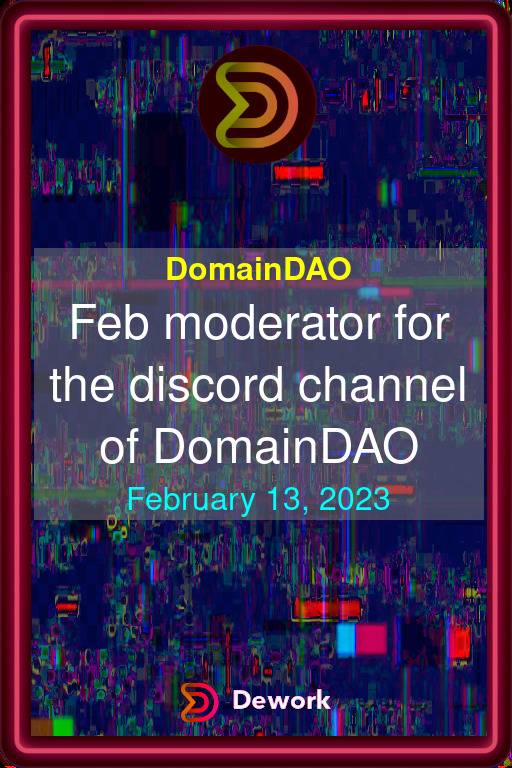 DomainDAO
Feb moderator for
the discord channel
of DomainDAO
February 13, 2023
Dework